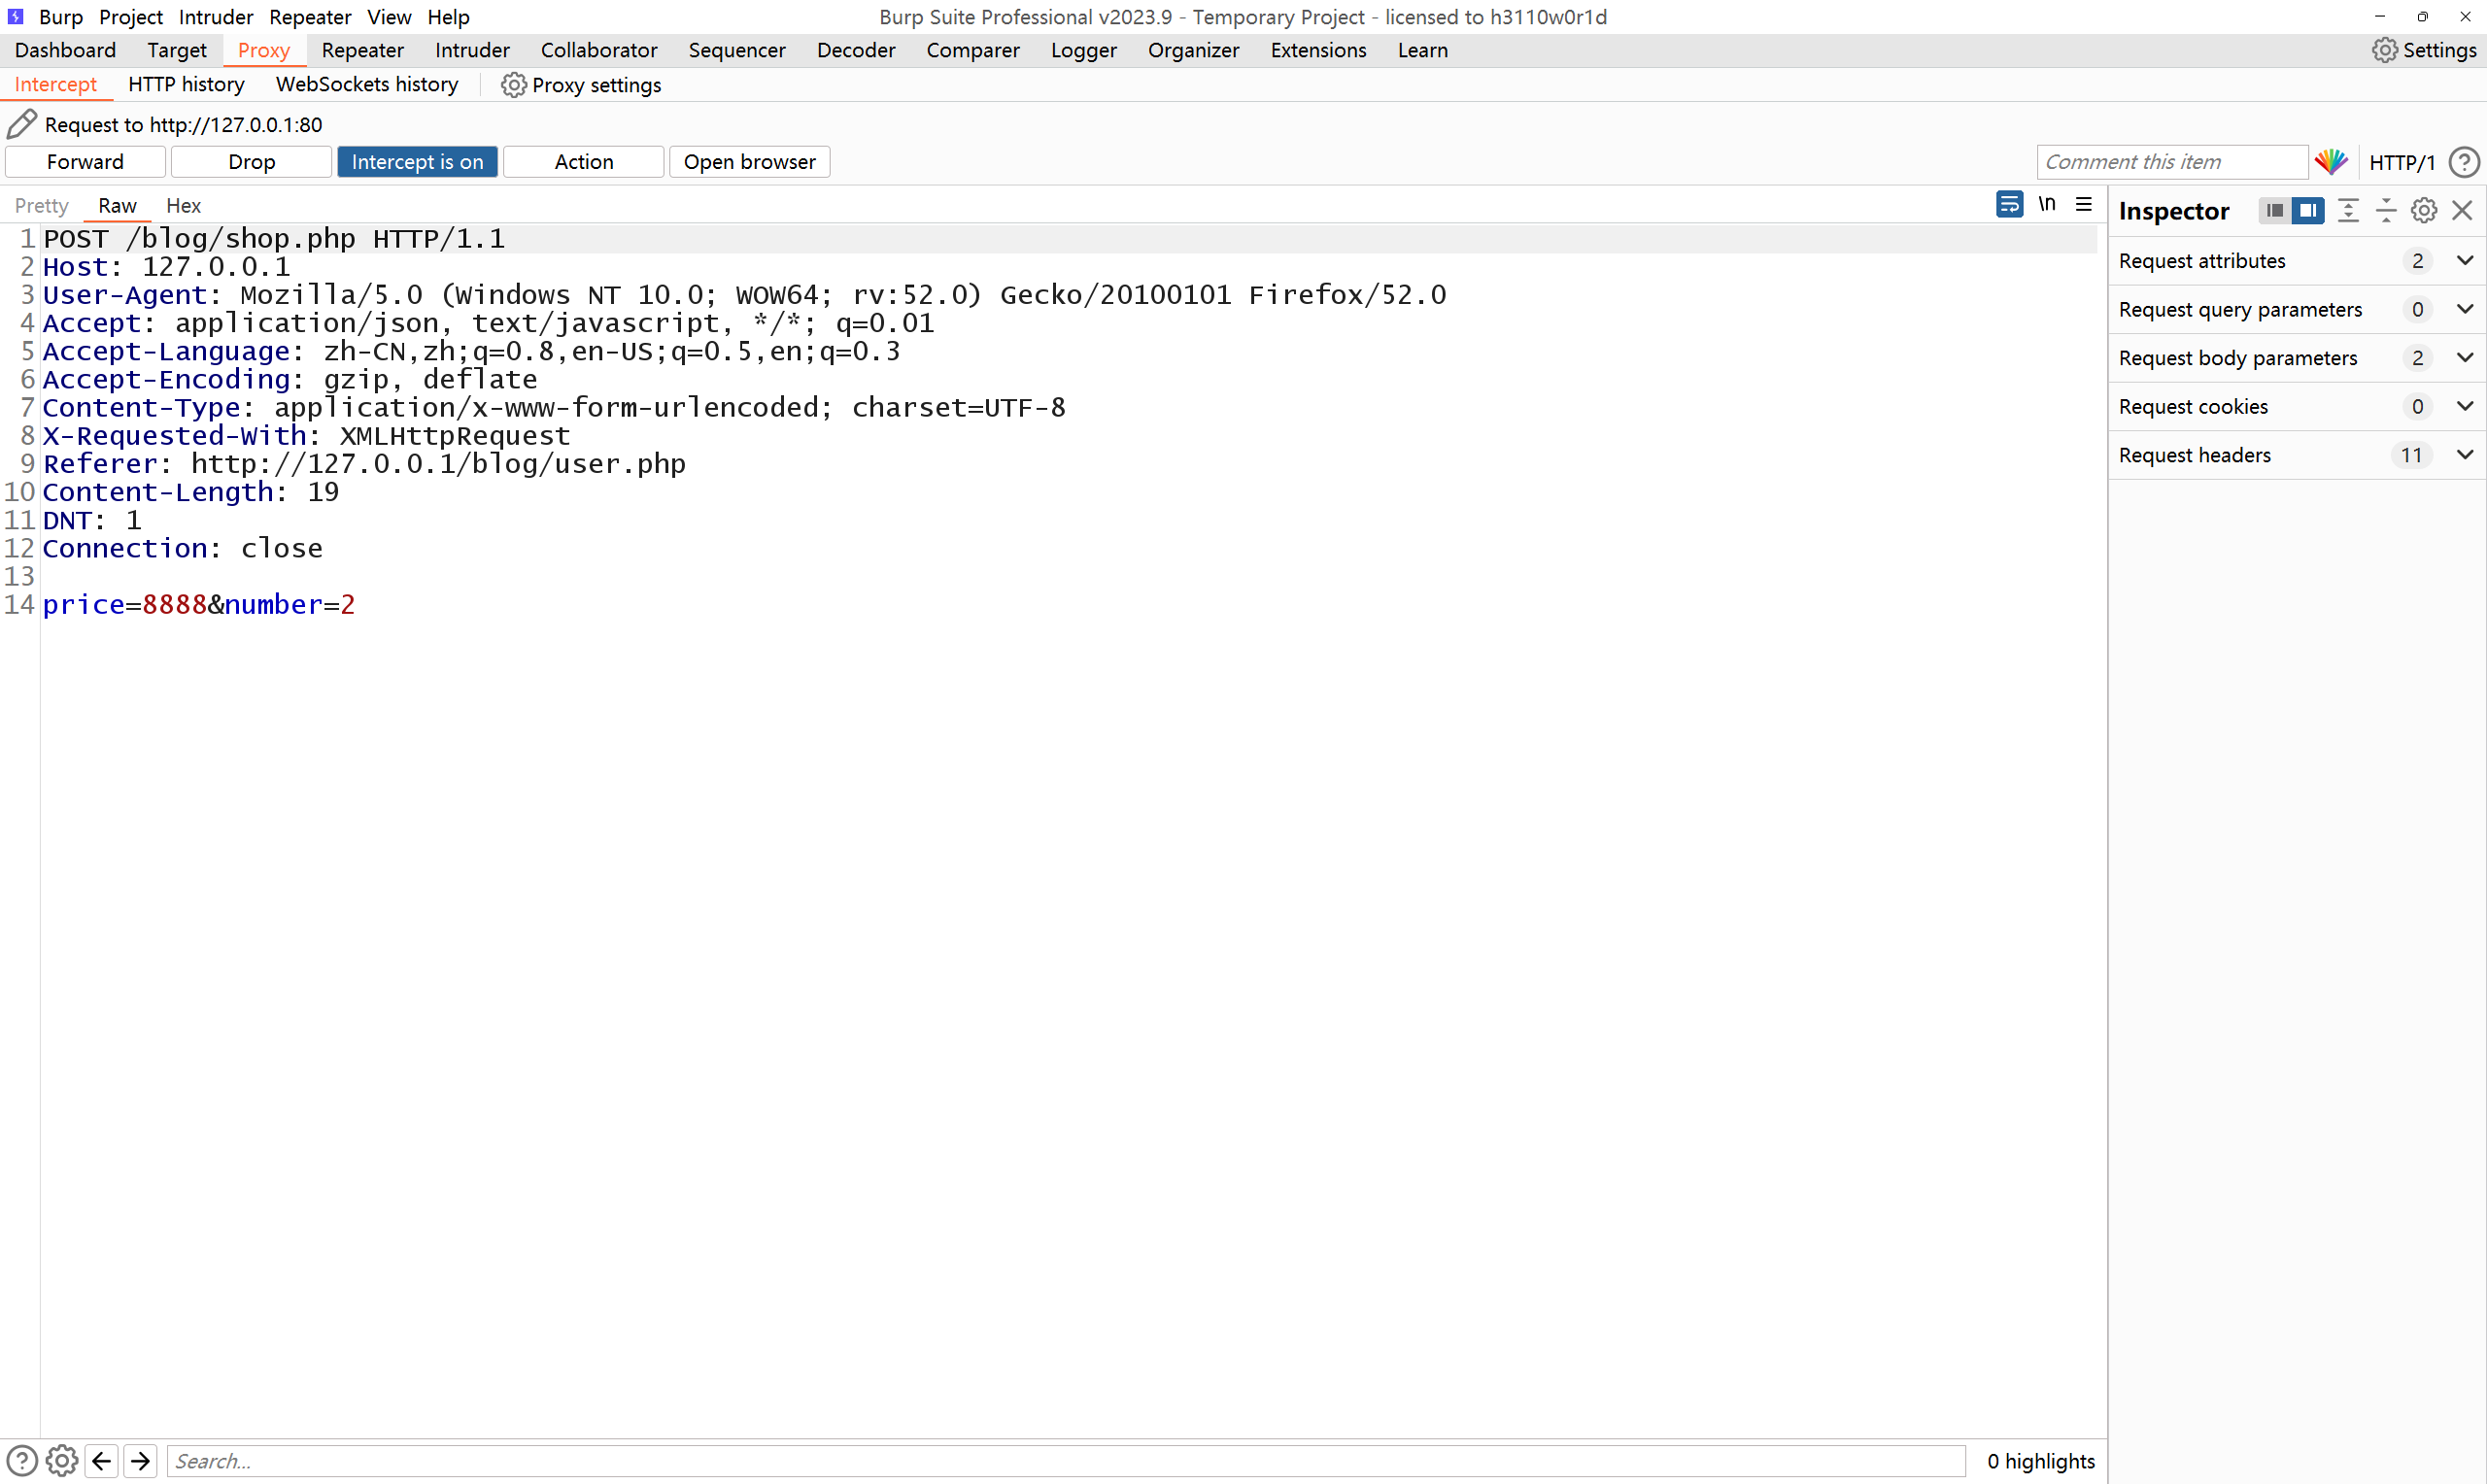 Burp Project Intruder Repeater View Help Burp Suite Professional v2023.9 - Temporary Project - licensed to h3110w0r1d
Dashboard Target Proxy Repeater Intruder Collaborator Sequencer Decoder Comparer Logger Organizer Extensions Learn Settings
Intercept HTTP history WebSockets history Proxy settings
Request to http://127.0.0.1:80
Forward Drop Intercept is on Action Open browser Comment this item HTTP/1 ?
Pretty Raw Hex \n Inspector
1 POST /blog/shop.php HTTP/1.1
2 Host: 127.0.0.1
3 User-Agent: Mozilla/5.0 (Windows NT 10.0; WOW64; rv:52.0) Gecko/20100101 Firefox/52.0
4 Accept: application/json, text/javascript, */*; q=0.01
5 Accept-Language: zh-CN,zh;q=0.8,en-US;q=0.5,en;q=0.3
6 Accept-Encoding: gzip, deflate
7 Content-Type: application/x-www-form-urlencoded; charset=UTF-8
8 X-Requested-With: XMLHttpRequest
9 Referer: http://127.0.0.1/blog/user.php
10 Content-Length: 19
11 DNT: 1
12 Connection: close
13
14 price=8888&number=2
Request attributes 2
Request query parameters 0
Request body parameters 2
Request cookies 0
Request headers 11
? Search... 0 highlights